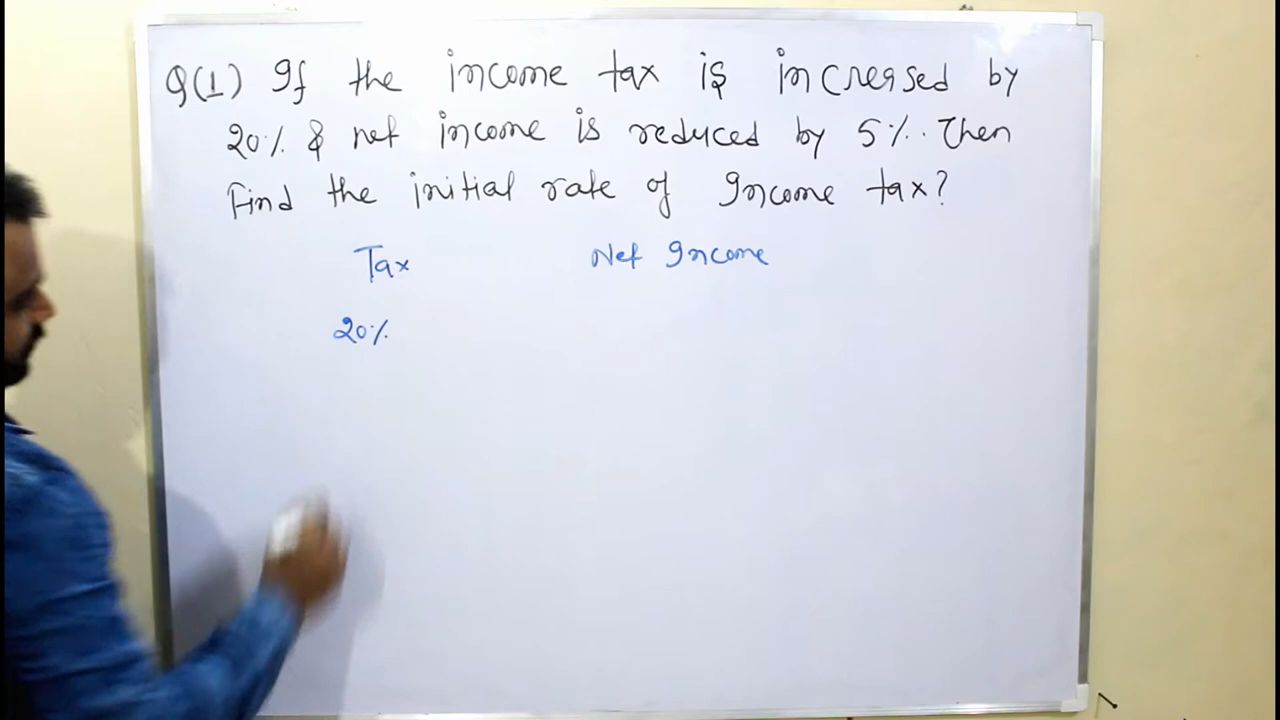 Q(1) If the income tax is increased by
20% & net income is reduced by 5%. Then
Find the initial rate of Income tax?
Tax Net Income
20%